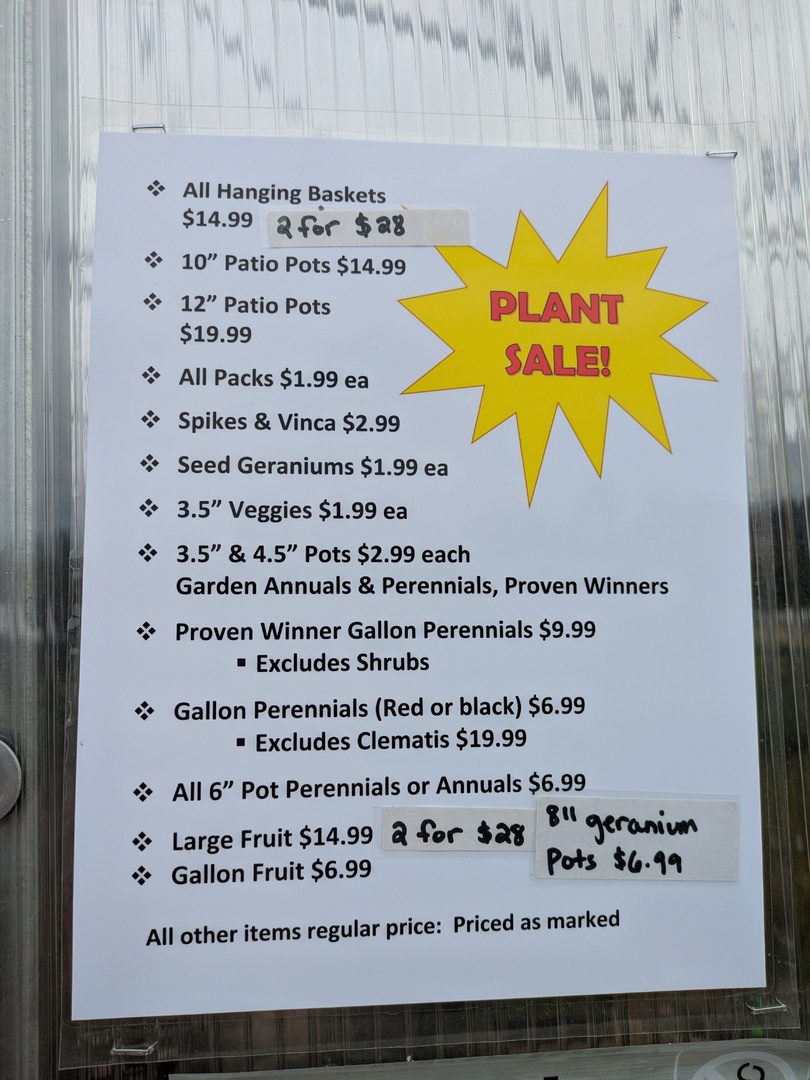 ❖ All Hanging Baskets
$14.99 2 for $28
❖ 10” Patio Pots $14.99
❖ 12” Patio Pots
$19.99
PLANT
SALE!
❖ All Packs $1.99 ea
❖ Spikes & Vinca $2.99
❖ Seed Geraniums $1.99 ea
❖ 3.5” Veggies $1.99 ea
❖ 3.5” & 4.5” Pots $2.99 each
Garden Annuals & Perennials, Proven Winners
❖ Proven Winner Gallon Perennials $9.99
▪ Excludes Shrubs
❖ Gallon Perennials (Red or black) $6.99
▪ Excludes Clematis $19.99
❖ All 6” Pot Perennials or Annuals $6.99
❖ Large Fruit $14.99 2 for $28
❖ Gallon Fruit $6.99
8" geranium
Pots $6.99
All other items regular price: Priced as marked